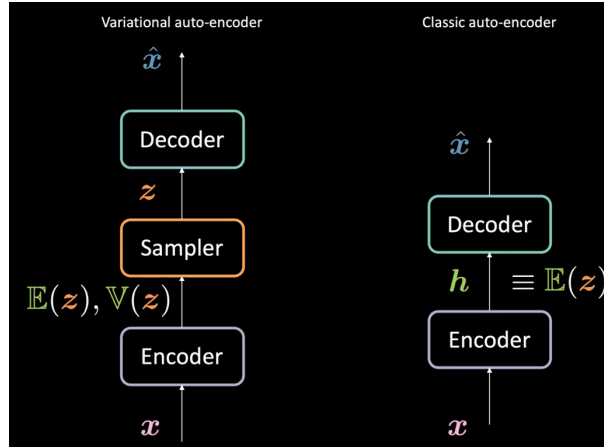 Variational auto-encoder
x̂
Decoder
z
Sampler
𝔼(z), 𝕍(z)
Encoder
x
Classic auto-encoder
x̂
Decoder
h ≡ 𝔼(z)
Encoder
x